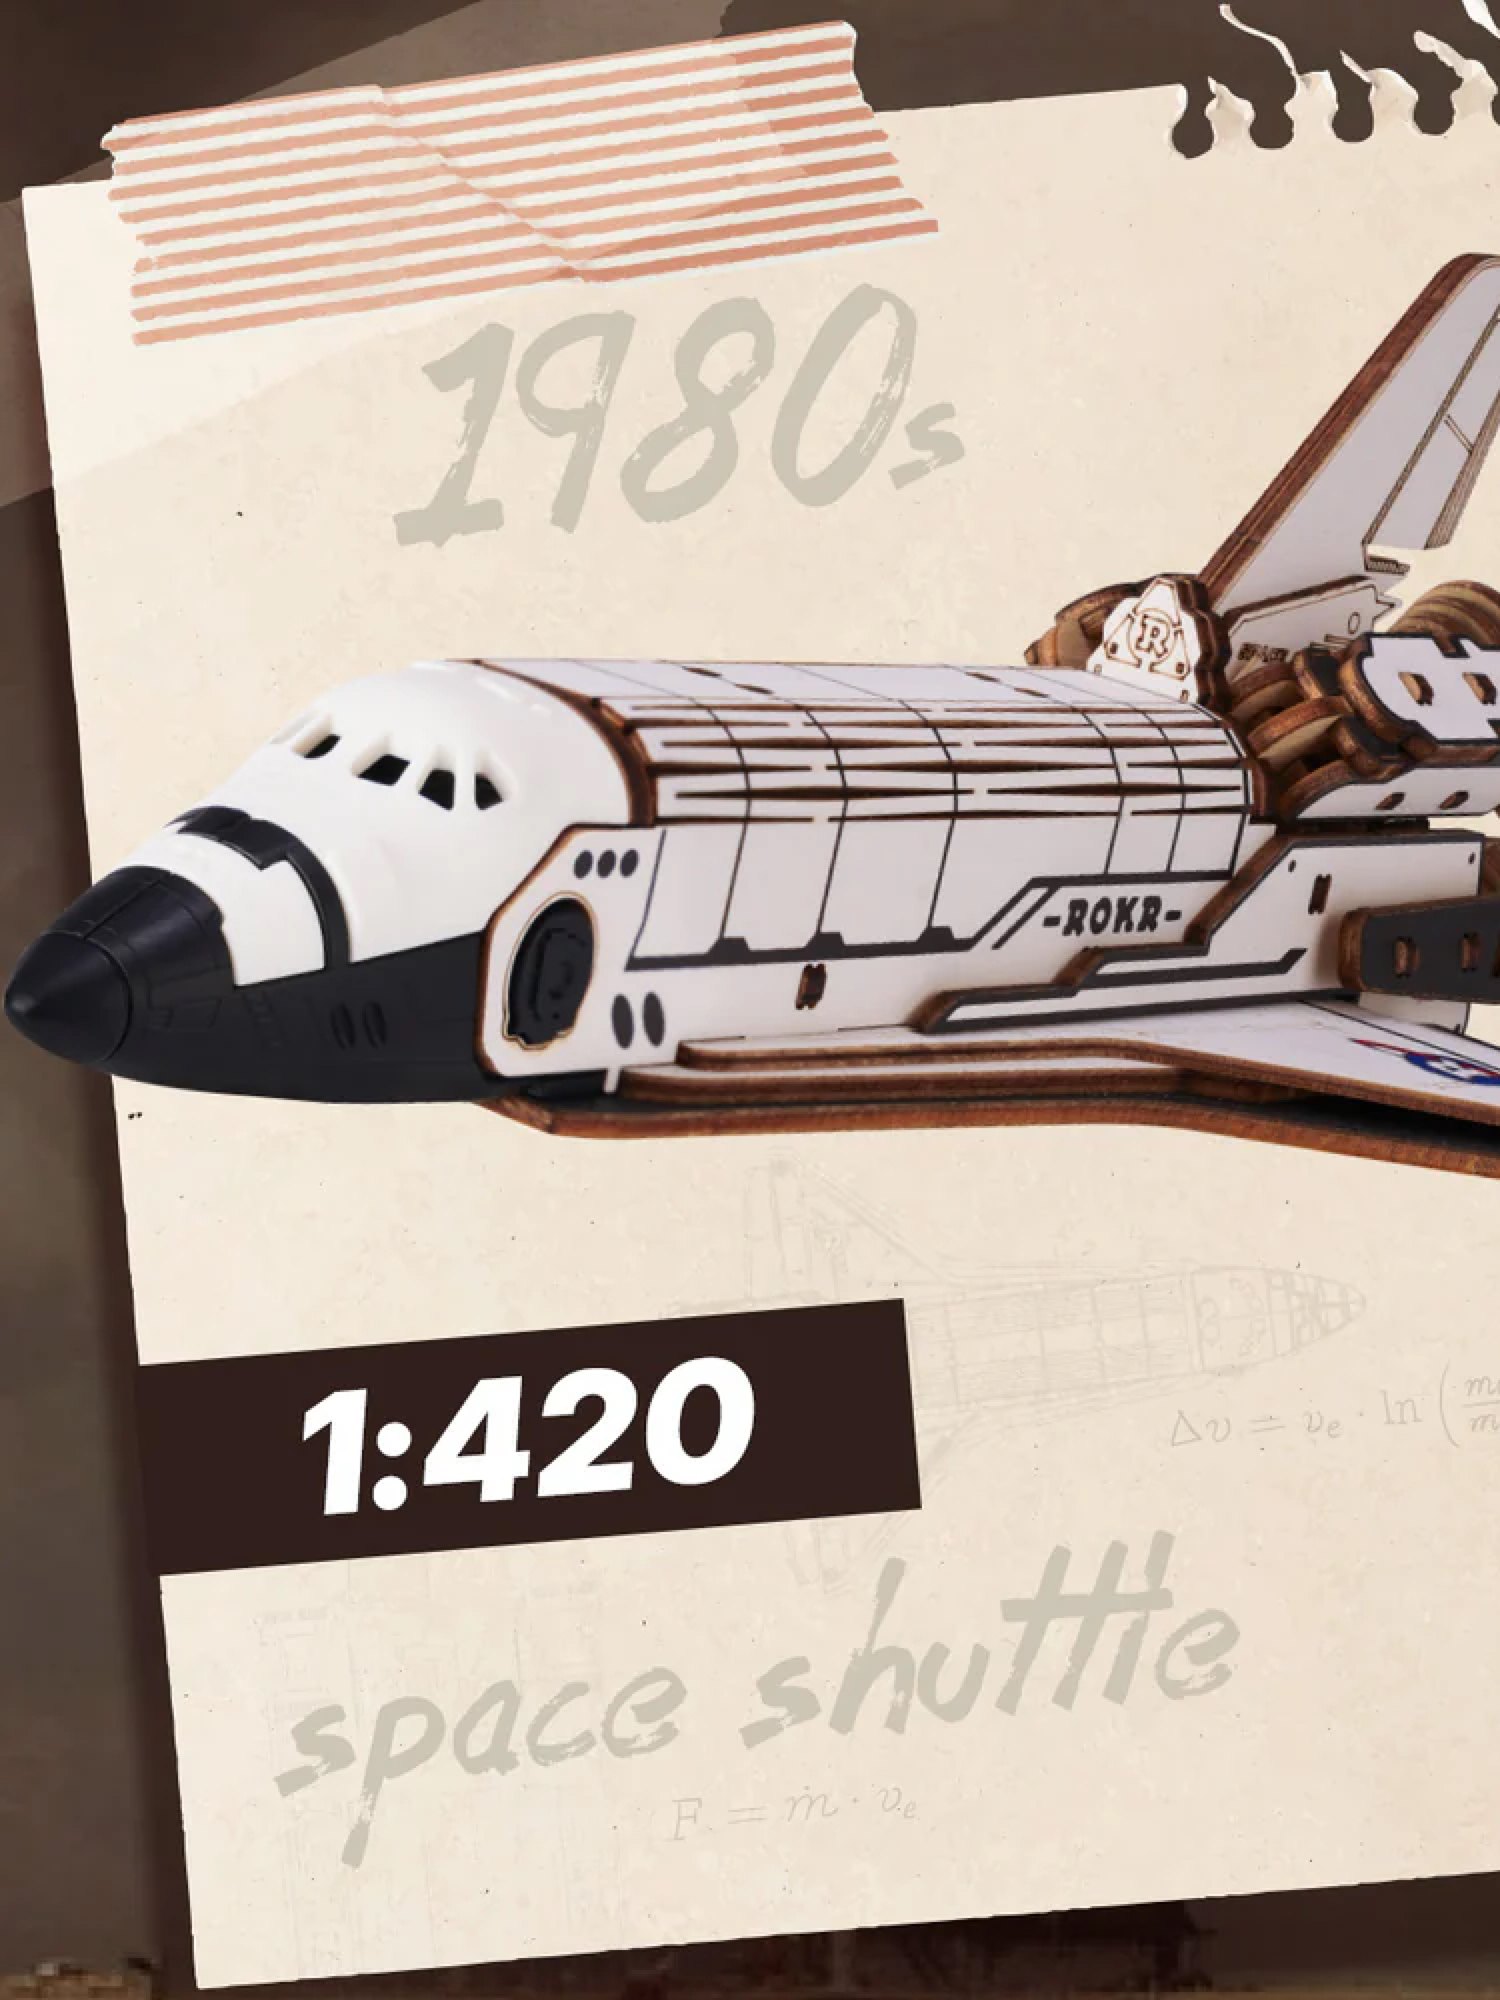 1980s
R
-ROKR-
1:420
Δv = vₑ · ln (
space shuttle
F = ṁ · vₑ